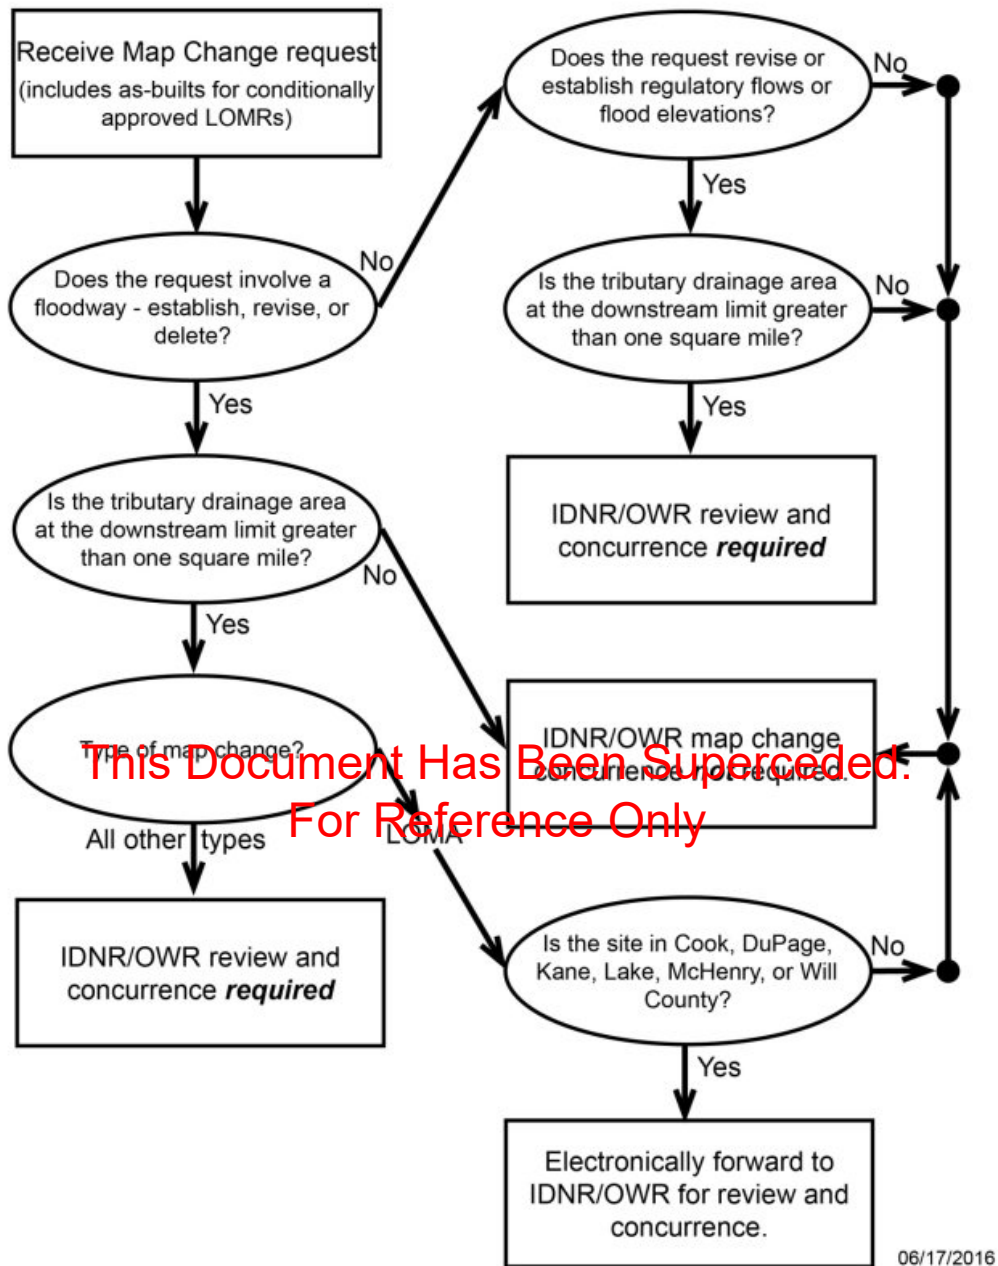 Receive Map Change request
(includes as-builts for conditionally
approved LOMRs)
Does the request involve a
floodway - establish, revise, or
delete?
No
Yes
Does the request revise or
establish regulatory flows or
flood elevations?
No
Yes
Is the tributary drainage area
at the downstream limit greater
than one square mile?
No
Yes
IDNR/OWR review and
concurrence required
Is the tributary drainage area
at the downstream limit greater
than one square mile?
No
Yes
Type of map change?
All other types
LOMA
IDNR/OWR map change
concurrence not required.
This Document Has Been Superceded.
For Reference Only
IDNR/OWR review and
concurrence required
Is the site in Cook, DuPage,
Kane, Lake, McHenry, or Will
County?
No
Yes
Electronically forward to
IDNR/OWR for review and
concurrence.
06/17/2016